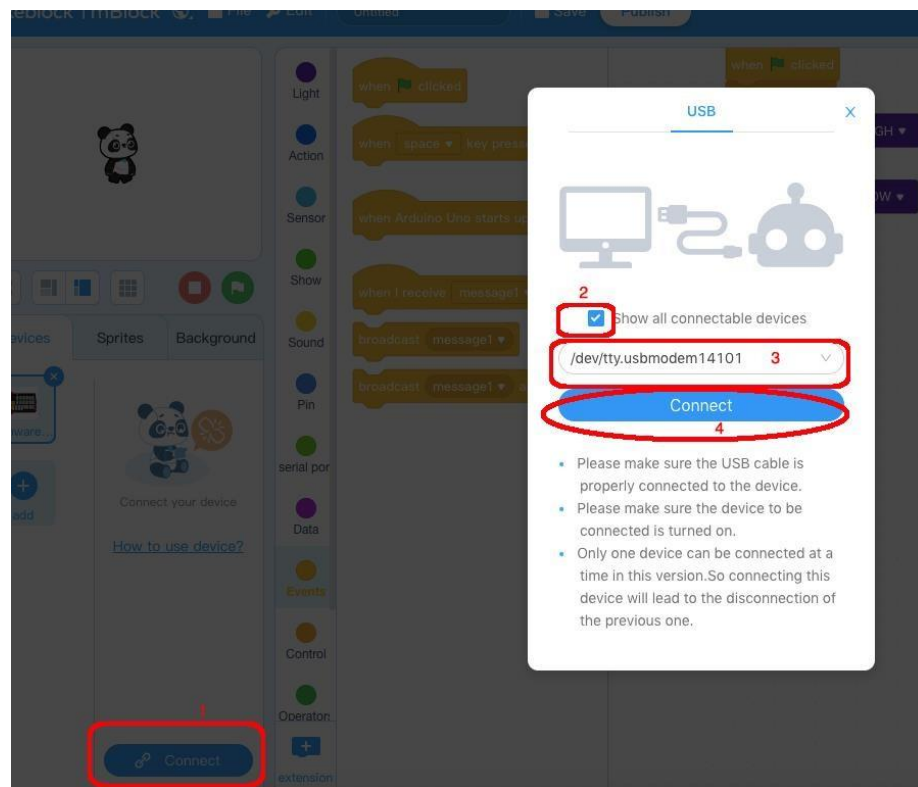 mBlock
File
Edit
Untitled
Save
Publish
Light
Action
Sensor
Show
Sound
Pin
serial por
Data
Events
Control
Operator
extension
when clicked
when space key press
when Arduino Uno starts up
when I receive message1
broadcast message1
broadcast message1 a
when clicked
GH
OW
Sprites
Background
add
Connect your device
How to use device?
1
Connect
USB
X
2
Show all connectable devices
/dev/tty.usbmodem14101
3
Connect
4
Please make sure the USB cable is
properly connected to the device.
Please make sure the device to be
connected is turned on.
Only one device can be connected at a
time in this version.So connecting this
device will lead to the disconnection of
the previous one.